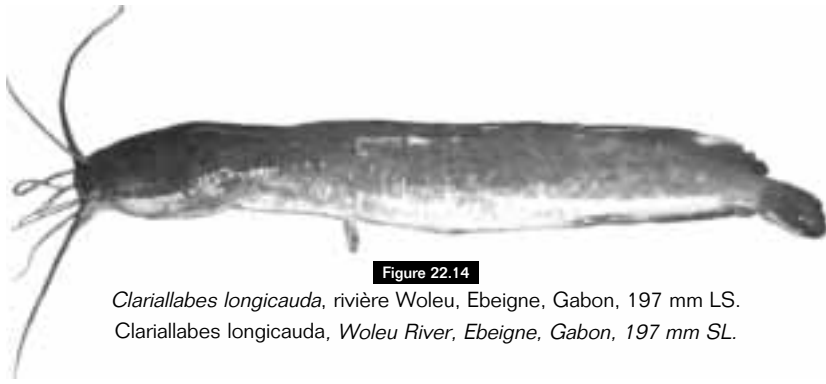 Figure 22.14
Clariallabes longicauda, rivière Woleu, Ebeigne, Gabon, 197 mm LS.
Clariallabes longicauda, Woleu River, Ebeigne, Gabon, 197 mm SL.